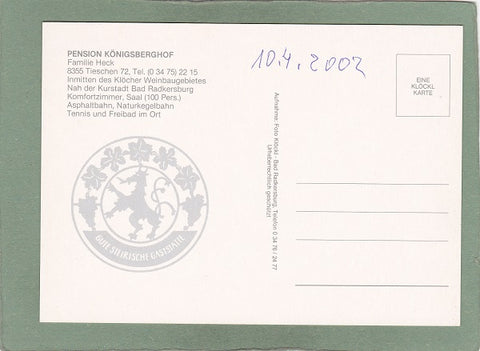 PENSION KÖNIGSBERGHOF
Familie Heck
8355 Tieschen 72, Tel. (0 34 75) 22 15
Inmitten des Klöcher Weinbaugebietes
Nah der Kurstadt Bad Radkersburg
Komfortzimmer, Saal (100 Pers.)
Asphaltbahn, Naturkegelbahn
Tennis und Freibad im Ort
GUTE STEIRISCHE GASTSTÄTTE
10.4.2002
Aufnahme: Foto Klöckl - Bad Radkersburg, Telefon 0 34 76 / 24 77
Urheberrechtlich geschützt
EINE
KLÖCKL
KARTE